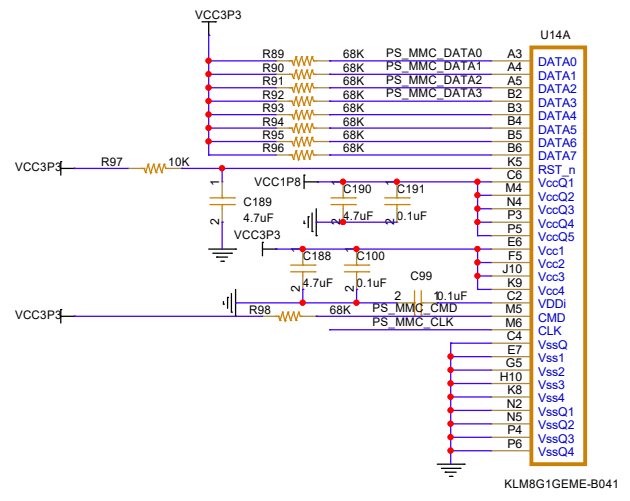 VCC3P3
U14A
R89 68K PS_MMC_DATA0 A3 DATA0
R90 68K PS_MMC_DATA1 A4 DATA1
R91 68K PS_MMC_DATA2 A5 DATA2
R92 68K PS_MMC_DATA3 B2 DATA3
R93 68K B3 DATA4
R94 68K B4 DATA5
R95 68K B5 DATA6
R96 68K B6 DATA7
VCC3P3 R97 10K K5 RST_n
VCC1P8 C6 VccQ1
M4 VccQ2
N4 VccQ3
P3 VccQ4
P5 VccQ5
1 2 C189 4.7uF
1 2 C190 4.7uF
1 2 C191 0.1uF
VCC3P3 E6 Vcc1
F5 Vcc2
J10 Vcc3
K9 Vcc4
1 2 C188 4.7uF
1 2 C100 0.1uF
C99 2 1 0.1uF C2 VDDi
VCC3P3 R98 68K PS_MMC_CMD M5 CMD
PS_MMC_CLK M6 CLK
C4 VssQ
E7 Vss1
G5 Vss2
H10 Vss3
K8 Vss4
N2 VssQ1
N5 VssQ2
P4 VssQ3
P6 VssQ4
KLM8G1GEME-B041